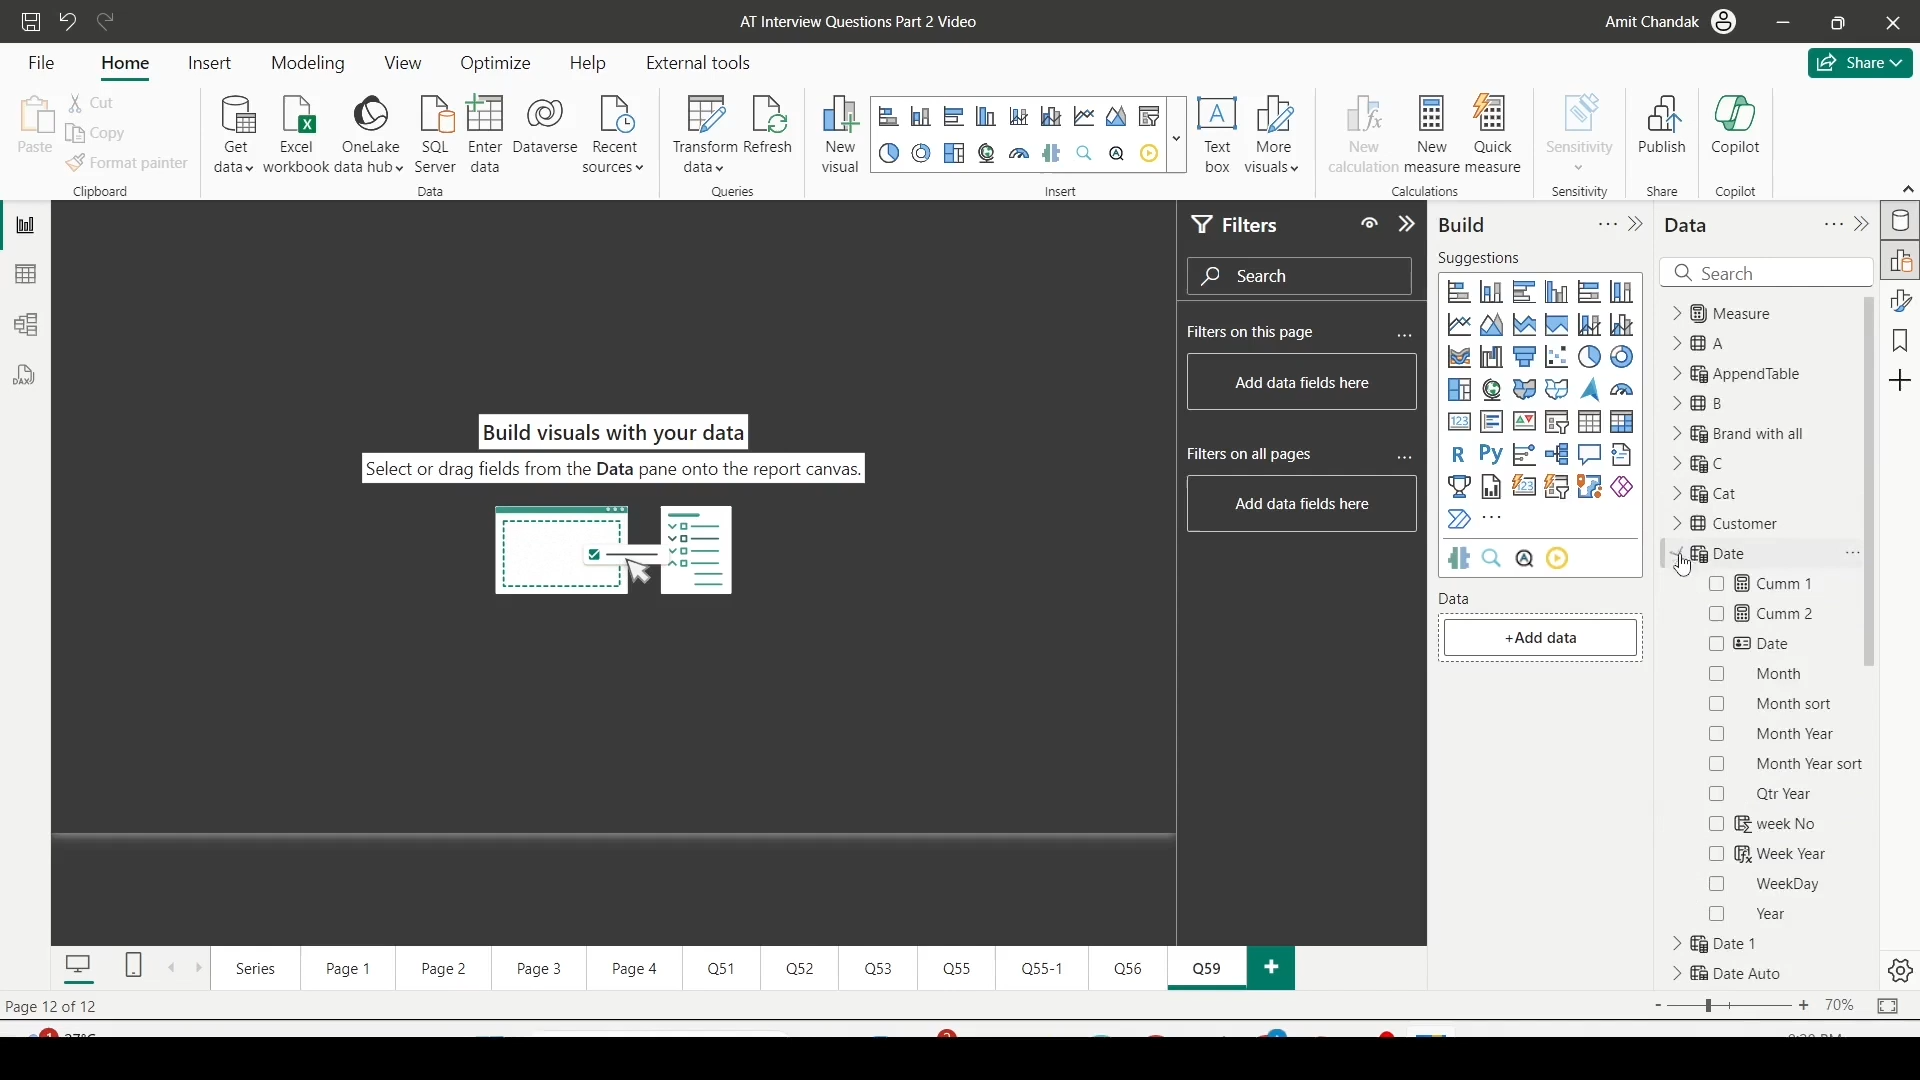 AT Interview Questions Part 2 Video
Amit Chandak
File
Home
Insert
Modeling
View
Optimize
Help
External tools
Share
Paste
Cut
Copy
Format painter
Clipboard
Get
data
Excel
workbook
OneLake
data hub
SQL
Server
Enter
data
Dataverse
Recent
sources
Data
Transform
data
Refresh
Queries
New
visual
Insert
Text
box
More
visuals
New
calculation
New
measure
Quick
measure
Calculations
Sensitivity
Sensitivity
Publish
Share
Copilot
Copilot
DAX
Build visuals with your data
Select or drag fields from the Data pane onto the report canvas.
Filters
Search
Filters on this page
Add data fields here
Filters on all pages
Add data fields here
Build
Suggestions
123
R
Py
123
Data
+Add data
Data
Search
Measure
A
AppendTable
B
Brand with all
C
Cat
Customer
Date
Cumm 1
Cumm 2
Date
Month
Month sort
Month Year
Month Year sort
Qtr Year
week No
Week Year
WeekDay
Year
Date 1
Date Auto
Series
Page 1
Page 2
Page 3
Page 4
Q51
Q52
Q53
Q55
Q55-1
Q56
Q59
Page 12 of 12
70%